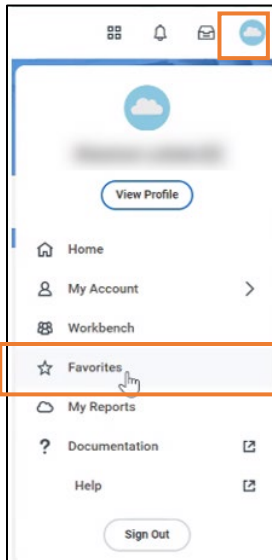 View Profile
Home
My Account
Workbench
Favorites
My Reports
Documentation
Help
Sign Out